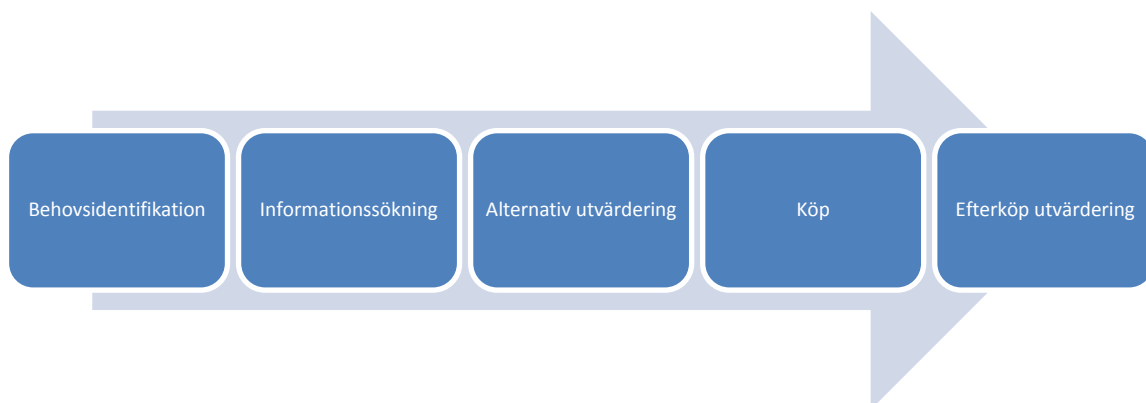 Behovsidentifikation
Informationssökning
Alternativ utvärdering
Köp
Efterköp utvärdering